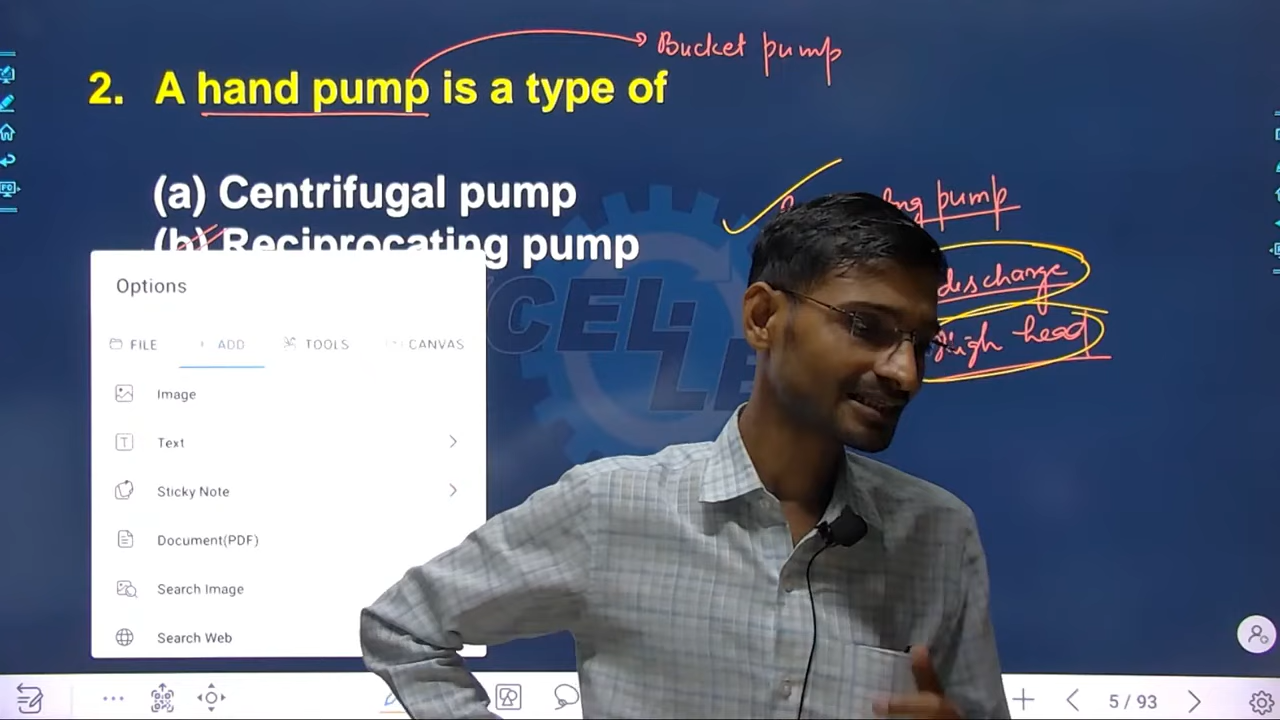 Bucket pump
2. A hand pump is a type of
(a) Centrifugal pump
pump
(b) Reciprocating pump
discharge
High head
Options
FILE
ADD
TOOLS
CANVAS
Image
Text
Sticky Note
Document(PDF)
Search Image
Search Web
5 / 93